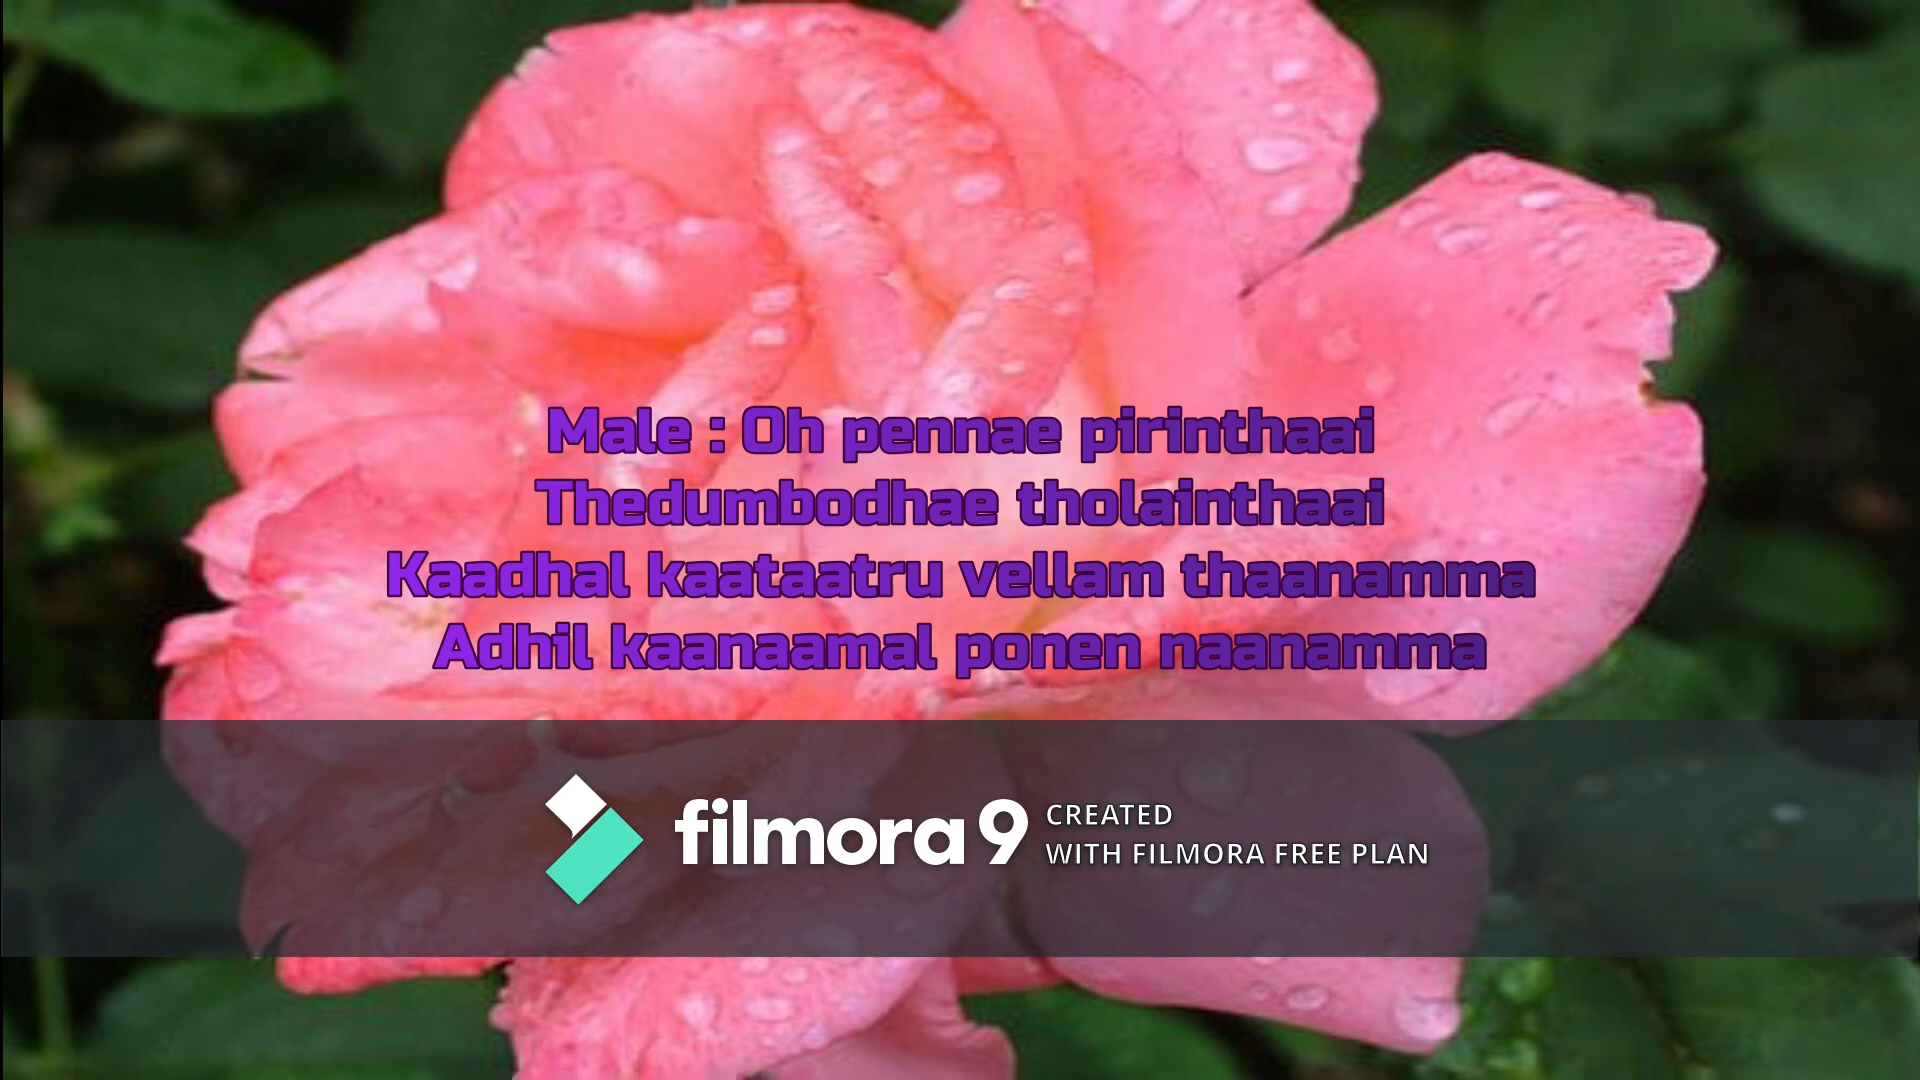 Male : Oh pennae pirinthaai
Thedumbodhae tholainthaai
Kaadhal kaataatru vellam thaanamma
Adhil kaanaamal ponen naanamma
filmora 9 CREATED
WITH FILMORA FREE PLAN